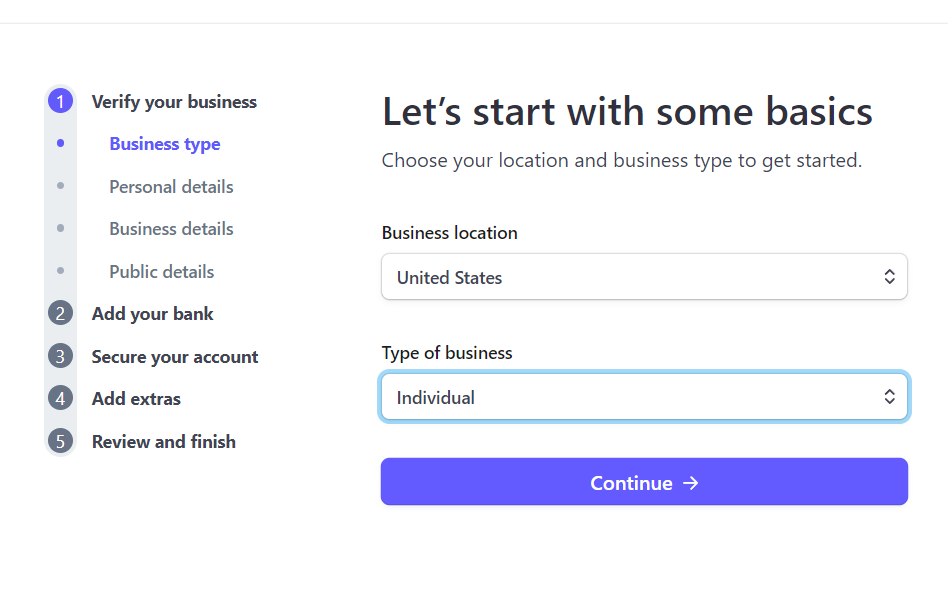 1 Verify your business
Business type
Personal details
Business details
Public details
2 Add your bank
3 Secure your account
4 Add extras
5 Review and finish
Let’s start with some basics
Choose your location and business type to get started.
Business location
United States
Type of business
Individual
Continue →